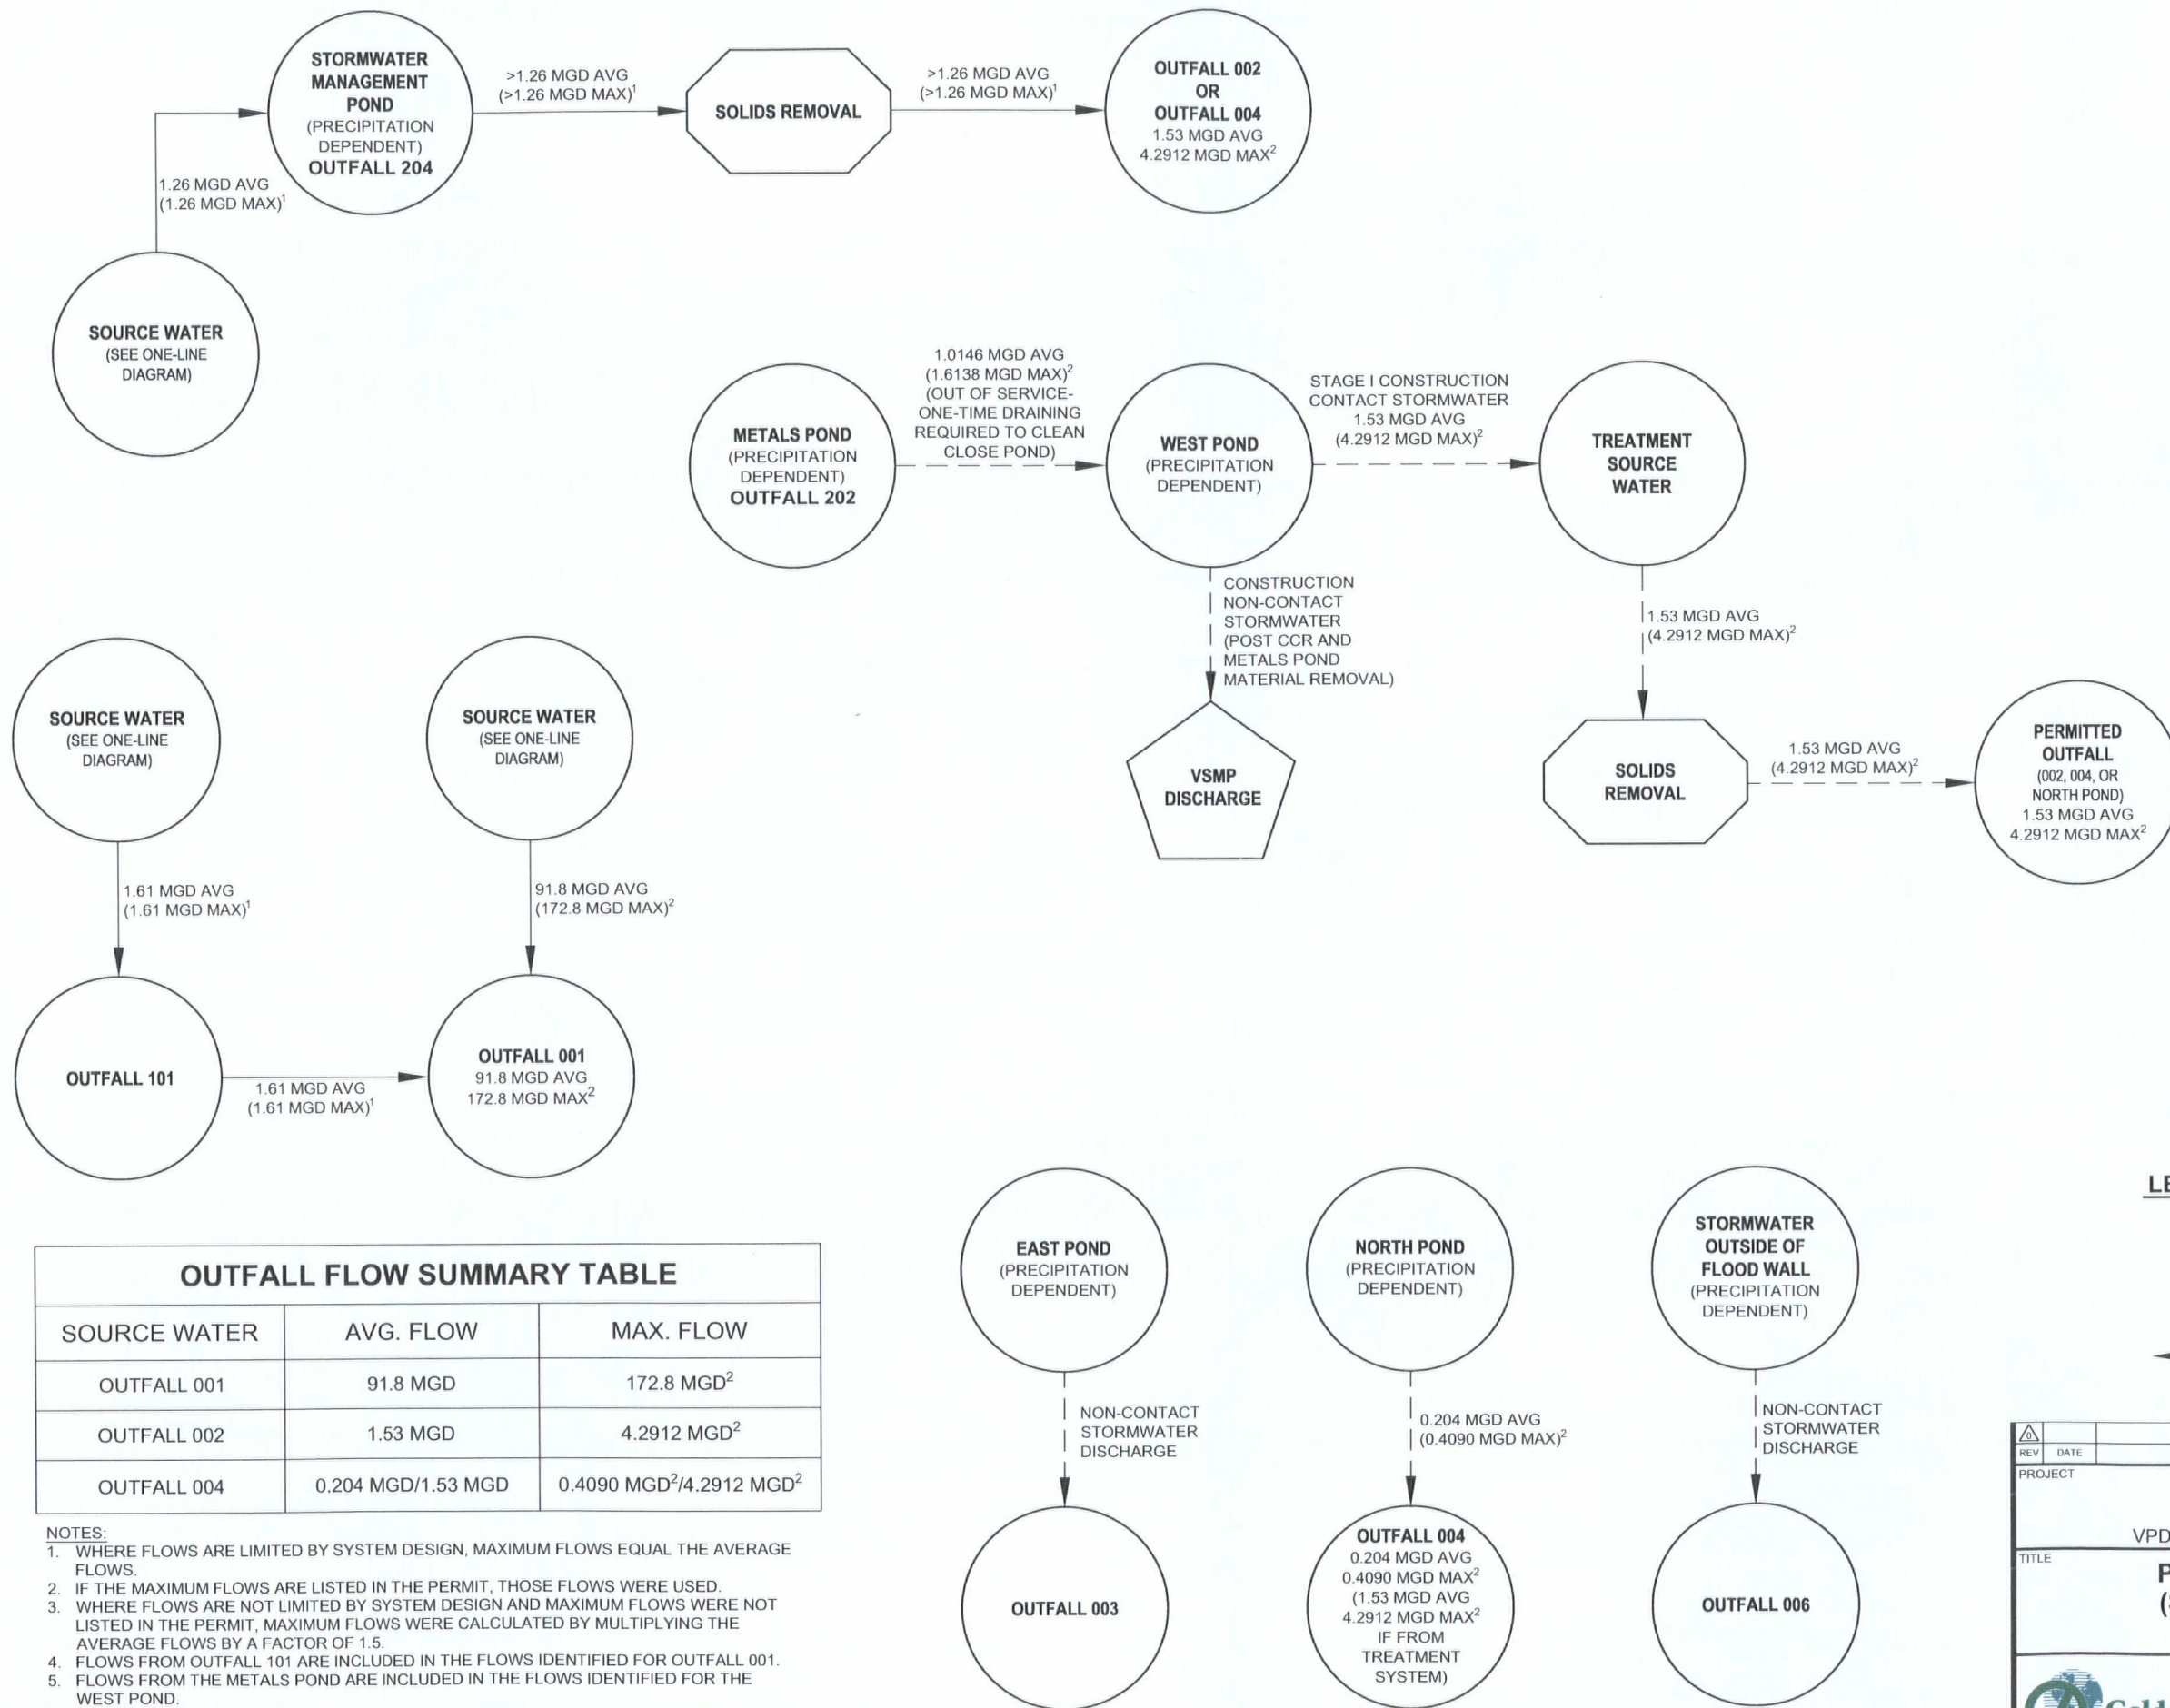 STORMWATER
MANAGEMENT
POND
(PRECIPITATION
DEPENDENT)
OUTFALL 204
>1.26 MGD AVG
(>1.26 MGD MAX)¹
SOLIDS REMOVAL
>1.26 MGD AVG
(>1.26 MGD MAX)¹
OUTFALL 002
OR
OUTFALL 004
1.53 MGD AVG
4.2912 MGD MAX²
1.26 MGD AVG
(1.26 MGD MAX)¹
SOURCE WATER
(SEE ONE-LINE
DIAGRAM)
METALS POND
(PRECIPITATION
DEPENDENT)
OUTFALL 202
1.0146 MGD AVG
(1.6138 MGD MAX)²
(OUT OF SERVICE-
ONE-TIME DRAINING
REQUIRED TO CLEAN
CLOSE POND)
WEST POND
(PRECIPITATION
DEPENDENT)
STAGE I CONSTRUCTION
CONTACT STORMWATER
1.53 MGD AVG
(4.2912 MGD MAX)²
TREATMENT
SOURCE
WATER
CONSTRUCTION
NON-CONTACT
STORMWATER
(POST CCR AND
METALS POND
MATERIAL REMOVAL)
VSMP
DISCHARGE
1.53 MGD AVG
(4.2912 MGD MAX)²
SOLIDS
REMOVAL
1.53 MGD AVG
(4.2912 MGD MAX)²
PERMITTED
OUTFALL
(002, 004, OR
NORTH POND)
1.53 MGD AVG
4.2912 MGD MAX²
SOURCE WATER
(SEE ONE-LINE
DIAGRAM)
SOURCE WATER
(SEE ONE-LINE
DIAGRAM)
1.61 MGD AVG
(1.61 MGD MAX)¹
91.8 MGD AVG
(172.8 MGD MAX)²
OUTFALL 101
1.61 MGD AVG
(1.61 MGD MAX)¹
OUTFALL 001
91.8 MGD AVG
172.8 MGD MAX²
OUTFALL FLOW SUMMARY TABLE
SOURCE WATER AVG. FLOW MAX. FLOW
OUTFALL 001 91.8 MGD 172.8 MGD²
OUTFALL 002 1.53 MGD 4.2912 MGD²
OUTFALL 004 0.204 MGD/1.53 MGD 0.4090 MGD²/4.2912 MGD²
NOTES:
1. WHERE FLOWS ARE LIMITED BY SYSTEM DESIGN, MAXIMUM FLOWS EQUAL THE AVERAGE
FLOWS.
2. IF THE MAXIMUM FLOWS ARE LISTED IN THE PERMIT, THOSE FLOWS WERE USED.
3. WHERE FLOWS ARE NOT LIMITED BY SYSTEM DESIGN AND MAXIMUM FLOWS WERE NOT
LISTED IN THE PERMIT, MAXIMUM FLOWS WERE CALCULATED BY MULTIPLYING THE
AVERAGE FLOWS BY A FACTOR OF 1.5.
4. FLOWS FROM OUTFALL 101 ARE INCLUDED IN THE FLOWS IDENTIFIED FOR OUTFALL 001.
5. FLOWS FROM THE METALS POND ARE INCLUDED IN THE FLOWS IDENTIFIED FOR THE
WEST POND.
EAST POND
(PRECIPITATION
DEPENDENT)
NON-CONTACT
STORMWATER
DISCHARGE
OUTFALL 003
NORTH POND
(PRECIPITATION
DEPENDENT)
0.204 MGD AVG
(0.4090 MGD MAX)²
OUTFALL 004
0.204 MGD AVG
0.4090 MGD MAX²
(1.53 MGD AVG
4.2912 MGD MAX²
IF FROM
TREATMENT
SYSTEM)
STORMWATER
OUTSIDE OF
FLOOD WALL
(PRECIPITATION
DEPENDENT)
NON-CONTACT
STORMWATER
DISCHARGE
OUTFALL 006
0
REV DATE
PROJECT
VPD
TITLE